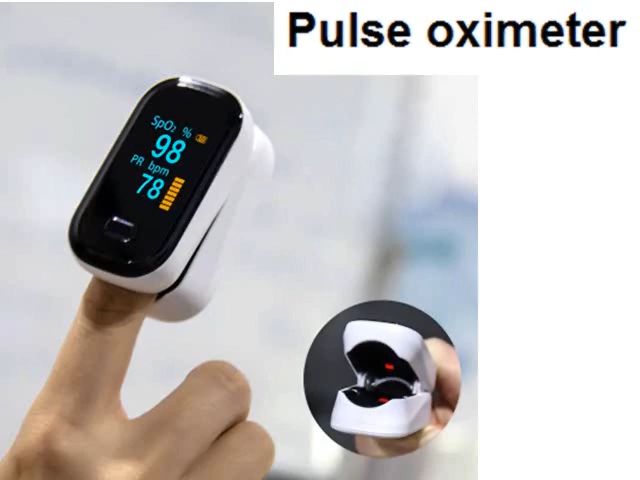 Pulse oximeter
SpO₂ %
98
PR bpm
78